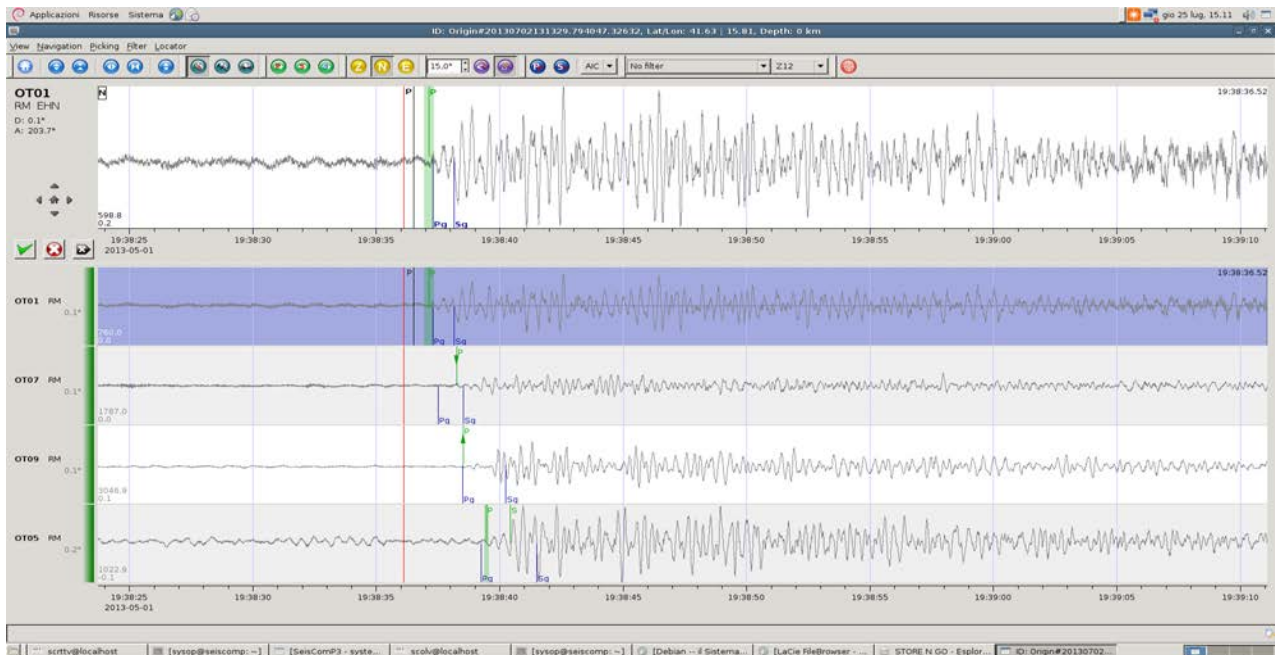 Applicazioni Risorse Sistema gio 25 lug, 15.11
ID: Origin#20130702131329.794047.32632, Lat/Lon: 41.63 | 15.81, Depth: 0 km
View Navigation Picking Filter Locator
Z N E 15.0° P S AIC No filter Z12
OT01
RM EHN
D: 0.1°
A: 203.7°
N P P 19:38:36.52
598.8
0.2
Pg Sg
19:38:25 19:38:30 19:38:35 19:38:40 19:38:45 19:38:50 19:38:55 19:39:00 19:39:05 19:39:10
2013-05-01
P P 19:38:36.52
OT01 RM
0.1°
760.0
0.0
Pg Sg
P
OT07 RM
0.1°
1787.0
0.0
Pg Sg
P
OT09 RM
0.1°
3046.9
0.1
Pg Sg
P S
OT05 RM
0.2°
1022.9
-0.1
Pg Sg
19:38:25 19:38:30 19:38:35 19:38:40 19:38:45 19:38:50 19:38:55 19:39:00 19:39:05 19:39:10
2013-05-01
scrttv@localhost [sysop@seiscomp: ~] [SeisComP3 - syste... scolv@localhost [sysop@seiscomp: ~] [Debian -- il Sistema... [LaCie FileBrowser - ... STORE N GO - Esplor... ID: Origin#20130702...